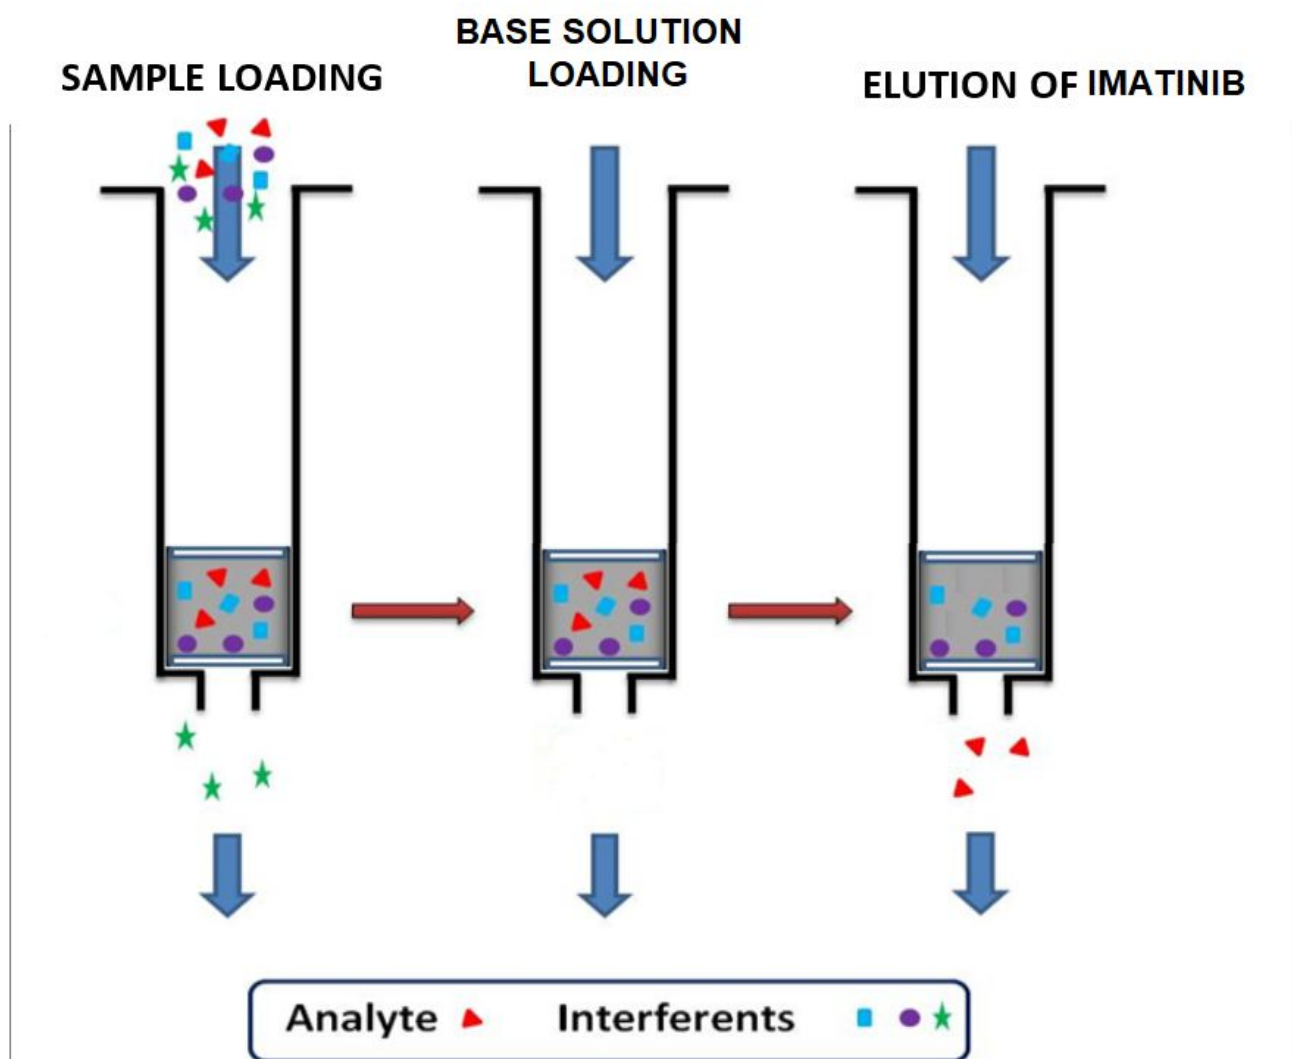 SAMPLE LOADING
BASE SOLUTION
LOADING
ELUTION OF IMATINIB
Analyte
Interferents